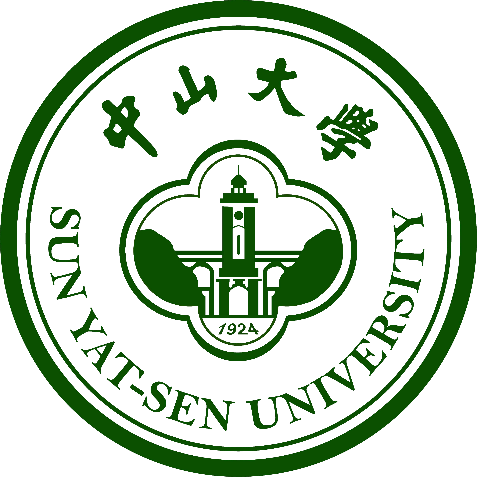 中山大學
1924
SUN YAT-SEN UNIVERSITY